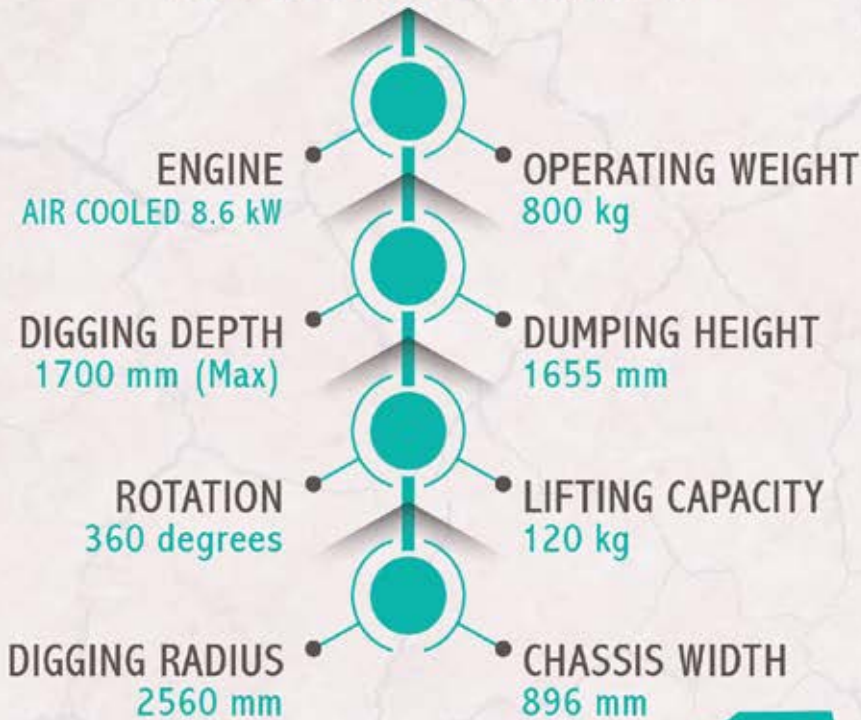 ENGINE
AIR COOLED 8.6 kW
OPERATING WEIGHT
800 kg
DIGGING DEPTH
1700 mm (Max)
DUMPING HEIGHT
1655 mm
ROTATION
360 degrees
LIFTING CAPACITY
120 kg
DIGGING RADIUS
2560 mm
CHASSIS WIDTH
896 mm